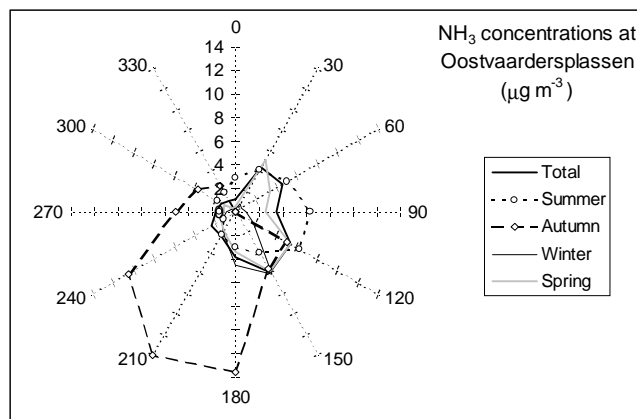 NH₃ concentrations at
Oostvaardersplassen
(μg m⁻³)
0
30
60
90
120
150
180
210
240
270
300
330
14
12
10
8
6
4
2
Total
Summer
Autumn
Winter
Spring